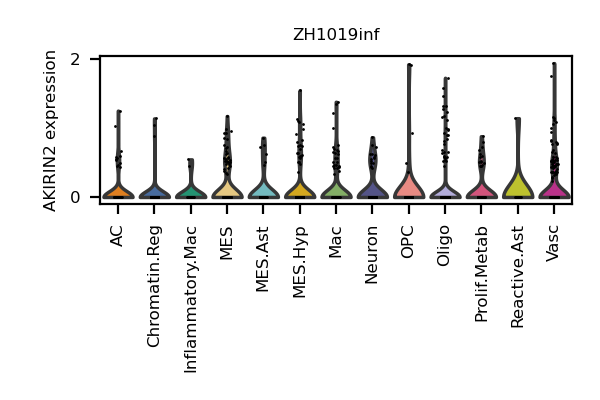 ZH1019inf
AKIRIN2 expression
2
0
AC
Chromatin.Reg
Inflammatory.Mac
MES
MES.Ast
MES.Hyp
Mac
Neuron
OPC
Oligo
Prolif.Metab
Reactive.Ast
Vasc